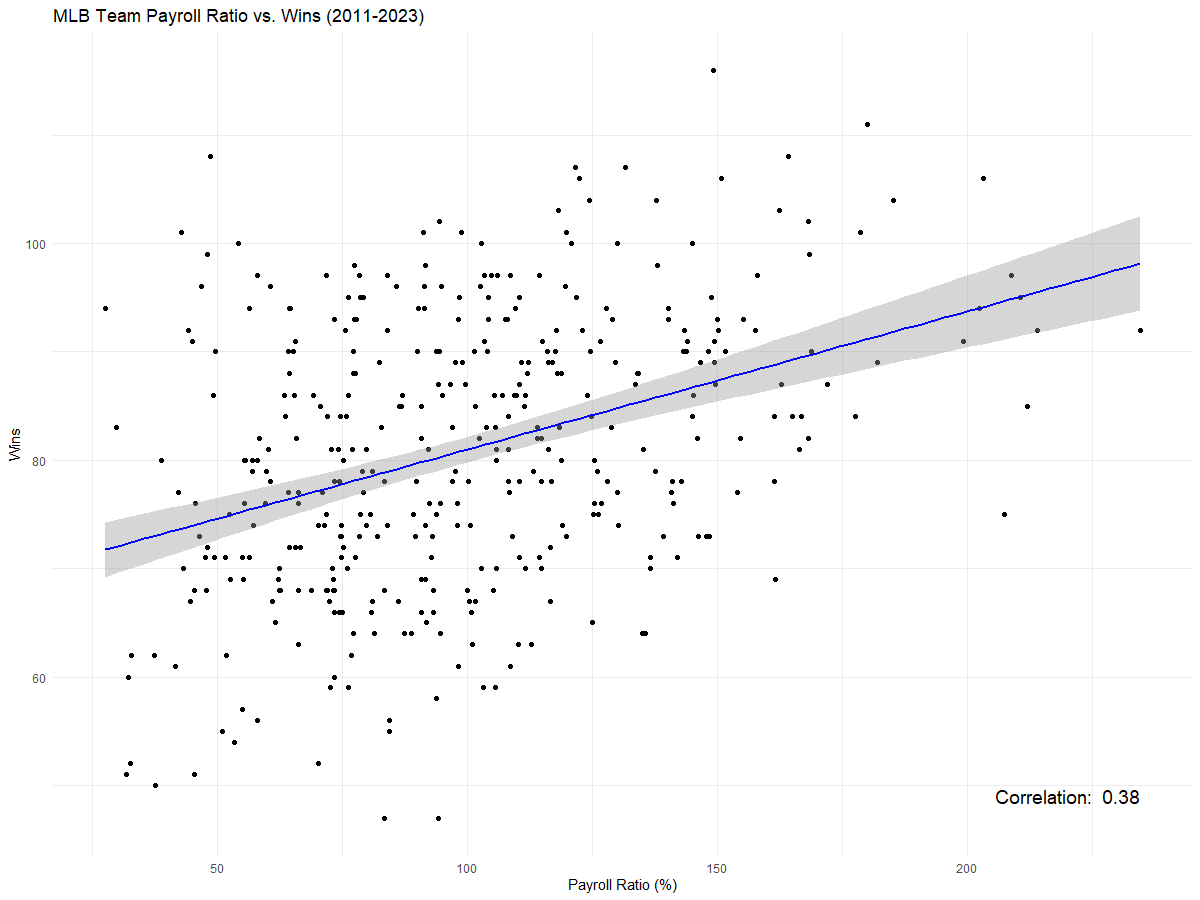 MLB Team Payroll Ratio vs. Wins (2011-2023)
100
80
60
Wins
Correlation:  0.38
50
100
150
200
Payroll Ratio (%)